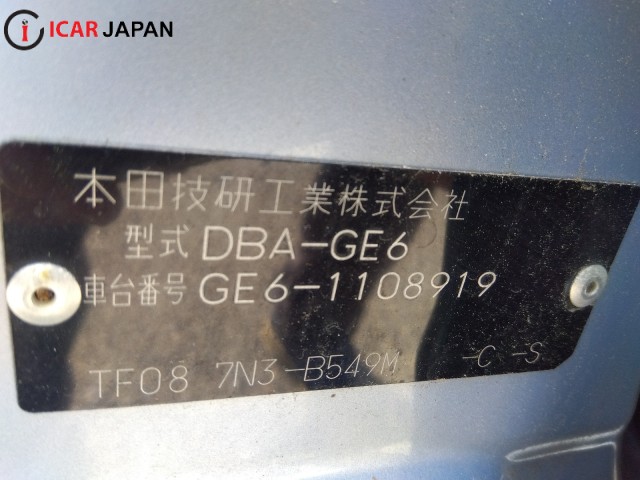 ICAR JAPAN
本田技研工業株式会社
型式 DBA-GE6
車台番号 GE6-1108919
TF08 7N3-B549M -C -S